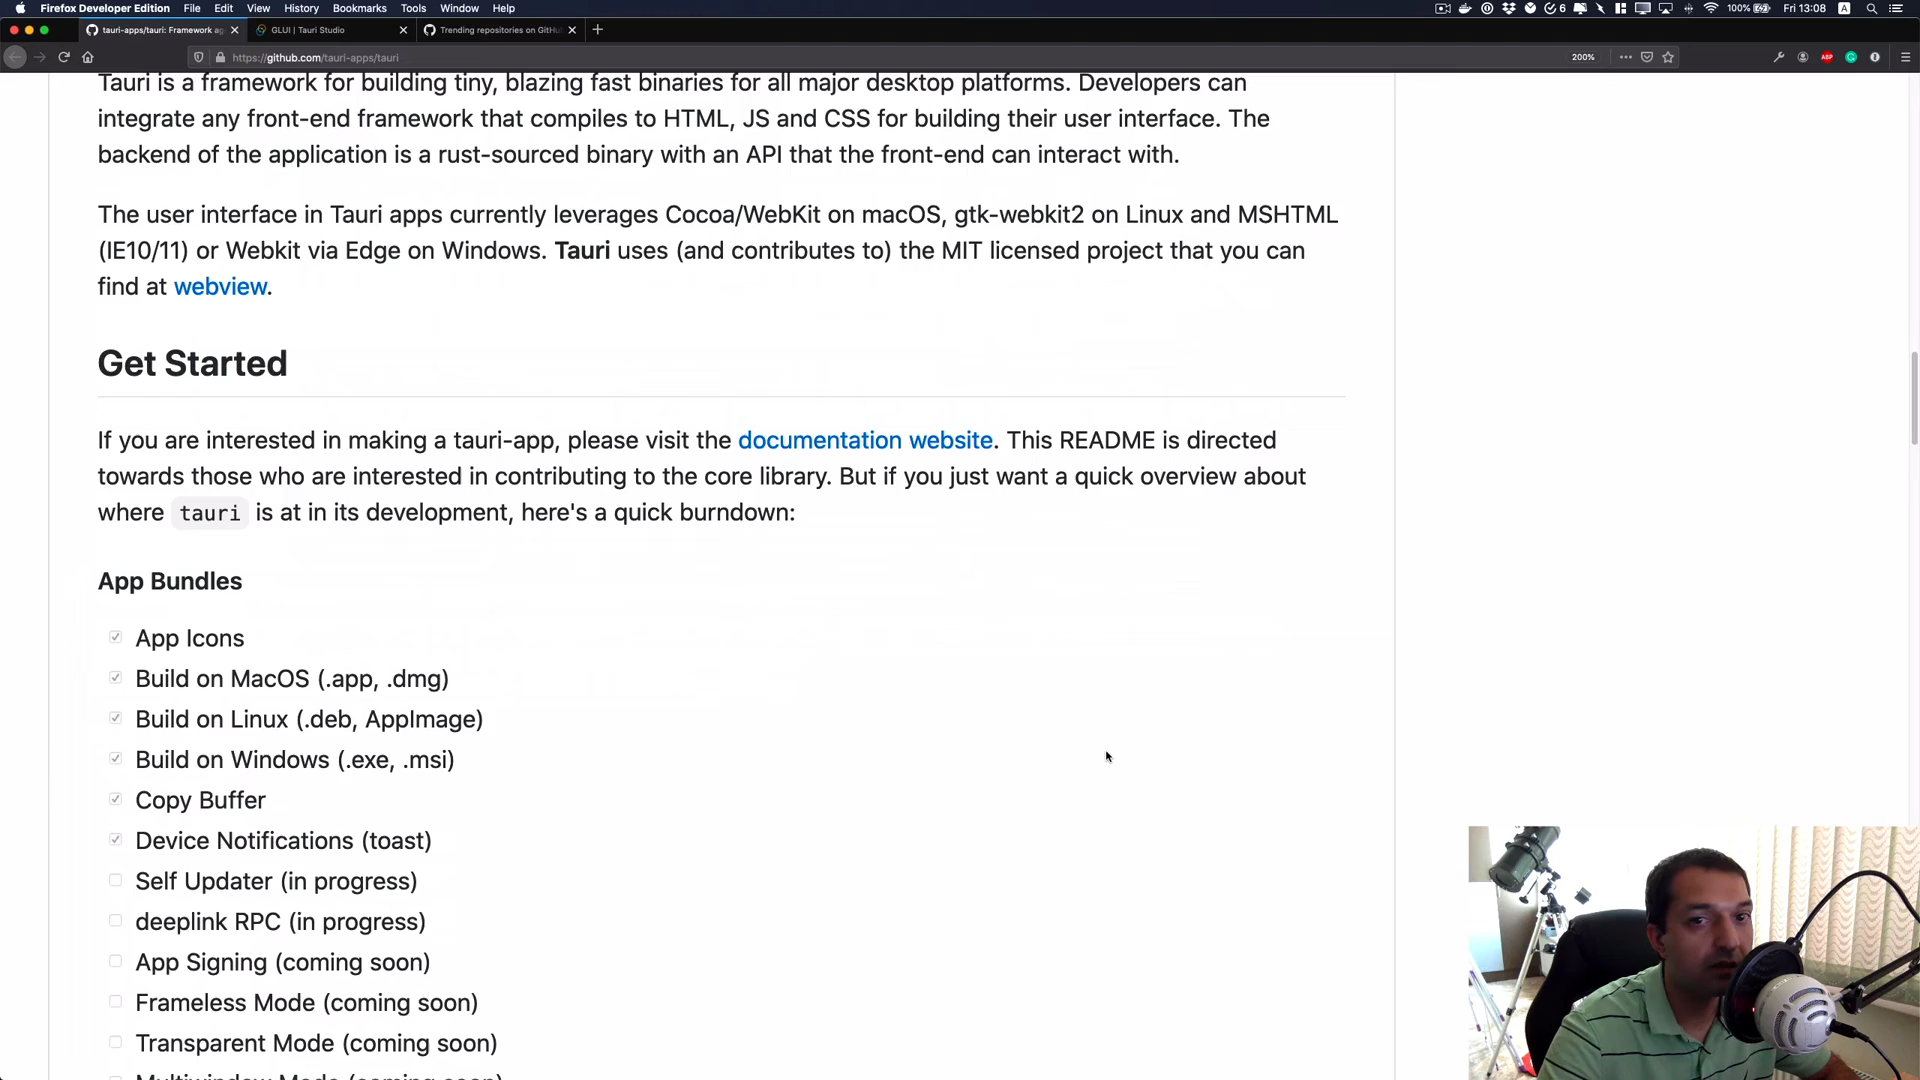 Firefox Developer Edition File Edit View History Bookmarks Tools Window Help
6 100% Fri 13:08 A
tauri-apps/tauri: Framework ag
GLUI | Tauri Studio
Trending repositories on GitHub
https://github.com/tauri-apps/tauri 200% ABP
Tauri is a framework for building tiny, blazing fast binaries for all major desktop platforms. Developers can
integrate any front-end framework that compiles to HTML, JS and CSS for building their user interface. The
backend of the application is a rust-sourced binary with an API that the front-end can interact with.
The user interface in Tauri apps currently leverages Cocoa/WebKit on macOS, gtk-webkit2 on Linux and MSHTML
(IE10/11) or Webkit via Edge on Windows. Tauri uses (and contributes to) the MIT licensed project that you can
find at webview.
Get Started
If you are interested in making a tauri-app, please visit the documentation website. This README is directed
towards those who are interested in contributing to the core library. But if you just want a quick overview about
where tauri is at in its development, here's a quick burndown:
App Bundles
App Icons
Build on MacOS (.app, .dmg)
Build on Linux (.deb, AppImage)
Build on Windows (.exe, .msi)
Copy Buffer
Device Notifications (toast)
Self Updater (in progress)
deeplink RPC (in progress)
App Signing (coming soon)
Frameless Mode (coming soon)
Transparent Mode (coming soon)
Multiwindow Mode (coming soon)